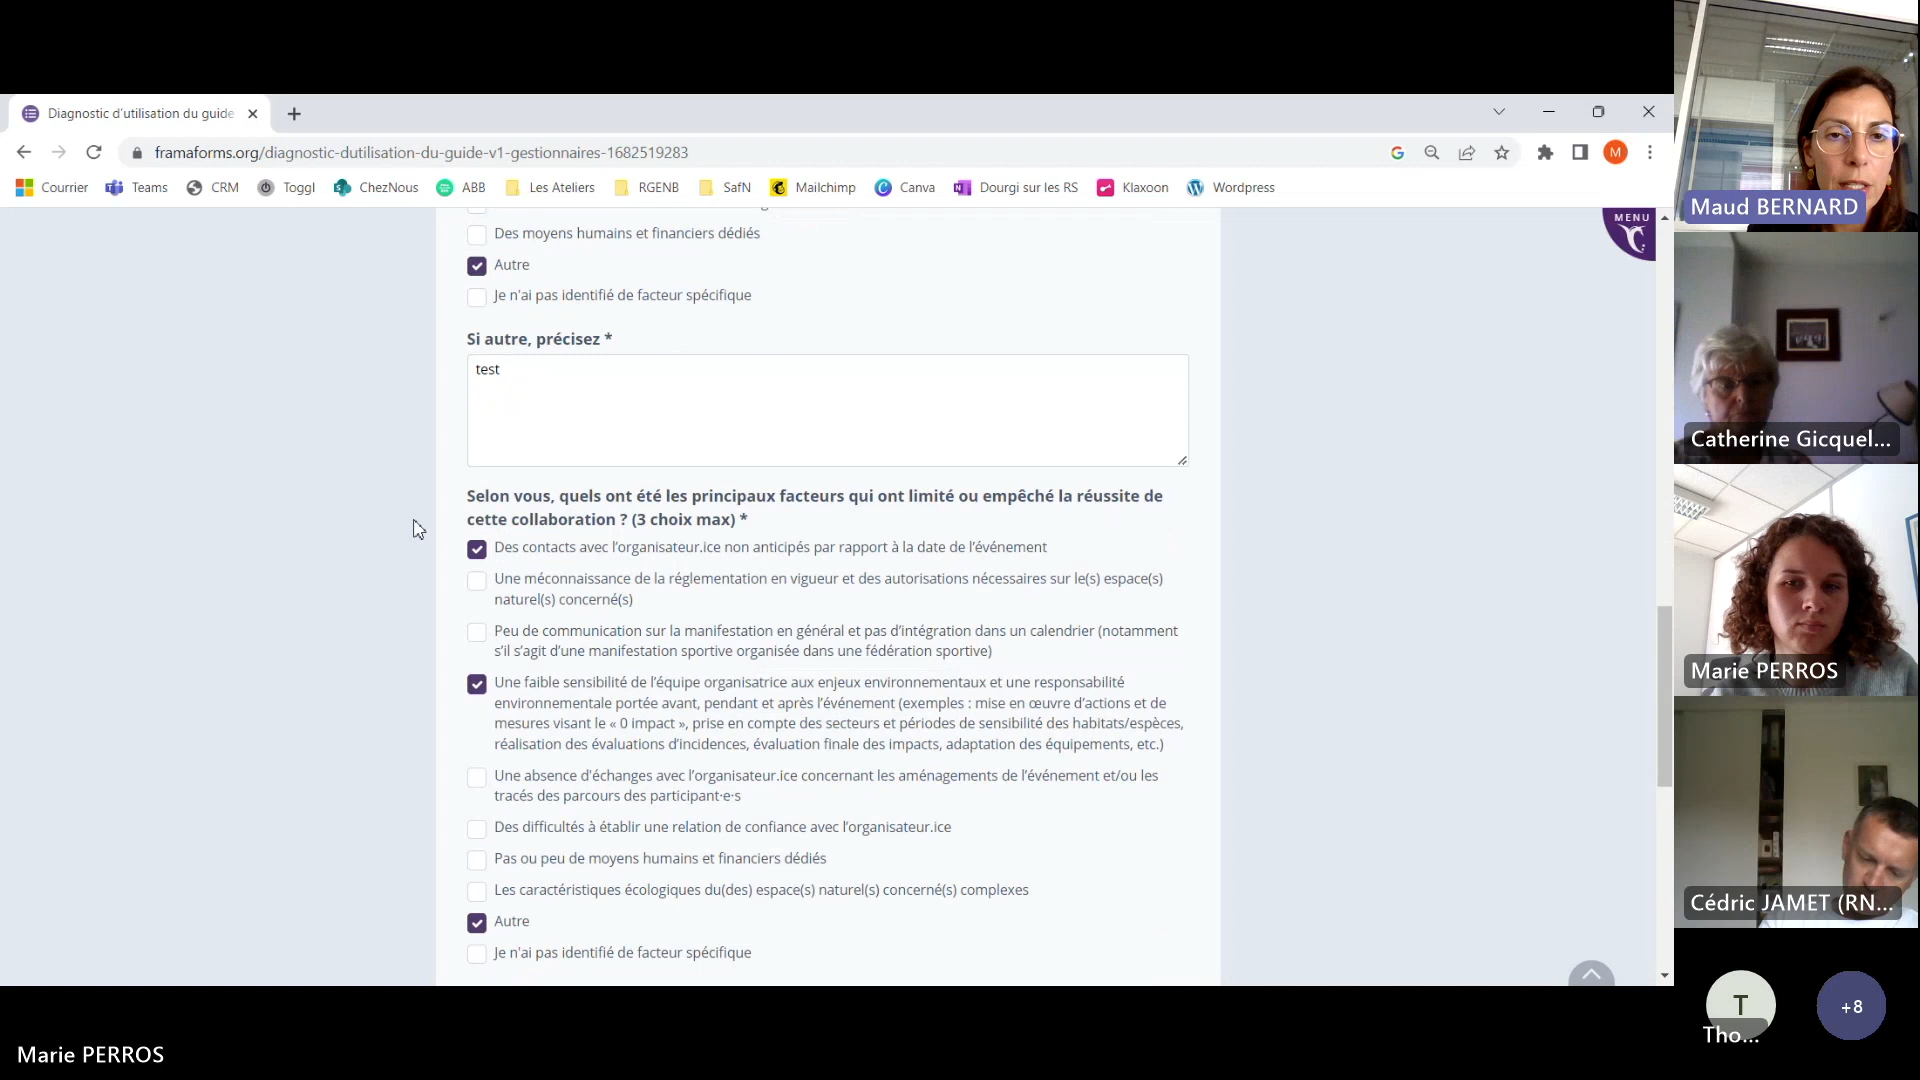 Diagnostic d'utilisation du guide
framaforms.org/diagnostic-dutilisation-du-guide-v1-gestionnaires-1682519283
M
Courrier Teams CRM Toggl ChezNous ABB Les Ateliers RGENB SafN Mailchimp Canva Dourgi sur les RS Klaxoon Wordpress
MENU
Des moyens humains et financiers dédiés
Autre
Je n'ai pas identifié de facteur spécifique
Si autre, précisez *
test
Selon vous, quels ont été les principaux facteurs qui ont limité ou empêché la réussite de
cette collaboration ? (3 choix max) *
Des contacts avec l'organisateur.ice non anticipés par rapport à la date de l'événement
Une méconnaissance de la réglementation en vigueur et des autorisations nécessaires sur le(s) espace(s)
naturel(s) concerné(s)
Peu de communication sur la manifestation en général et pas d'intégration dans un calendrier (notamment
s'il s'agit d'une manifestation sportive organisée dans une fédération sportive)
Une faible sensibilité de l'équipe organisatrice aux enjeux environnementaux et une responsabilité
environnementale portée avant, pendant et après l'événement (exemples : mise en œuvre d'actions et de
mesures visant le « 0 impact », prise en compte des secteurs et périodes de sensibilité des habitats/espèces,
réalisation des évaluations d'incidences, évaluation finale des impacts, adaptation des équipements, etc.)
Une absence d'échanges avec l'organisateur.ice concernant les aménagements de l'événement et/ou les
tracés des parcours des participant·e·s
Des difficultés à établir une relation de confiance avec l'organisateur.ice
Pas ou peu de moyens humains et financiers dédiés
Les caractéristiques écologiques du(des) espace(s) naturel(s) concerné(s) complexes
Autre
Je n'ai pas identifié de facteur spécifique
Maud BERNARD
Catherine Gicquel...
Marie PERROS
Cédric JAMET (RN...
T
Tho...
+8
Marie PERROS